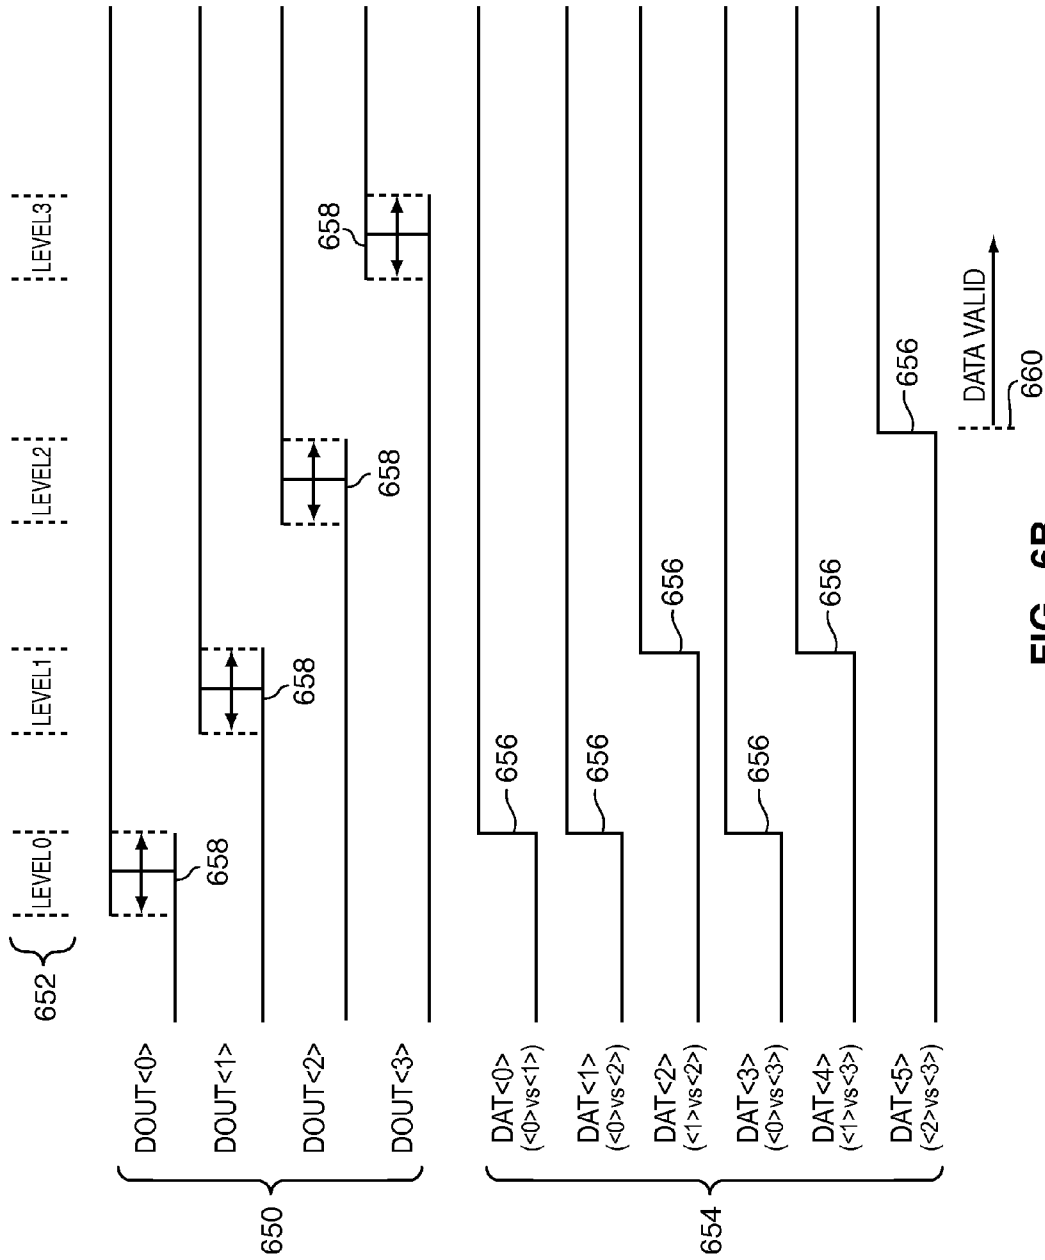 652
LEVEL0
LEVEL1
LEVEL2
LEVEL3
650
DOUT<0>
658
DOUT<1>
658
DOUT<2>
658
DOUT<3>
658
654
DAT<0>
(<0>vs<1>)
656
DAT<1>
(<0>vs<2>)
656
DAT<2>
(<1>vs<2>)
656
DAT<3>
(<0>vs<3>)
656
DAT<4>
(<1>vs<3>)
656
DAT<5>
(<2>vs<3>)
656
DATA VALID
660
FIG